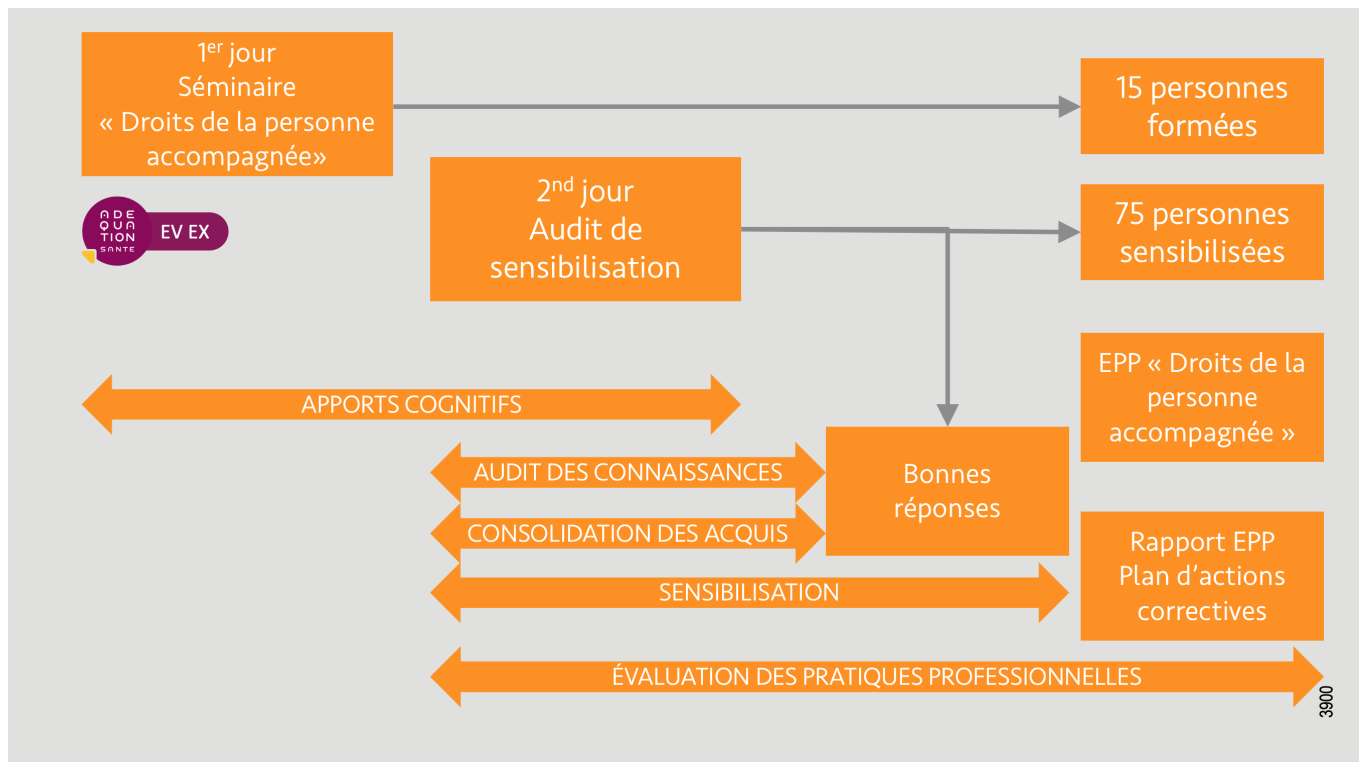 1er jour
Séminaire
« Droits de la personne
accompagnée»
15 personnes
formées
2nd jour
Audit de
sensibilisation
75 personnes
sensibilisées
ADE
QUA
TION
SANTE
EV EX
EPP « Droits de la
personne
accompagnée »
APPORTS COGNITIFS
AUDIT DES CONNAISSANCES
Bonnes
réponses
CONSOLIDATION DES ACQUIS
Rapport EPP
Plan d’actions
correctives
SENSIBILISATION
ÉVALUATION DES PRATIQUES PROFESSIONNELLES
3900